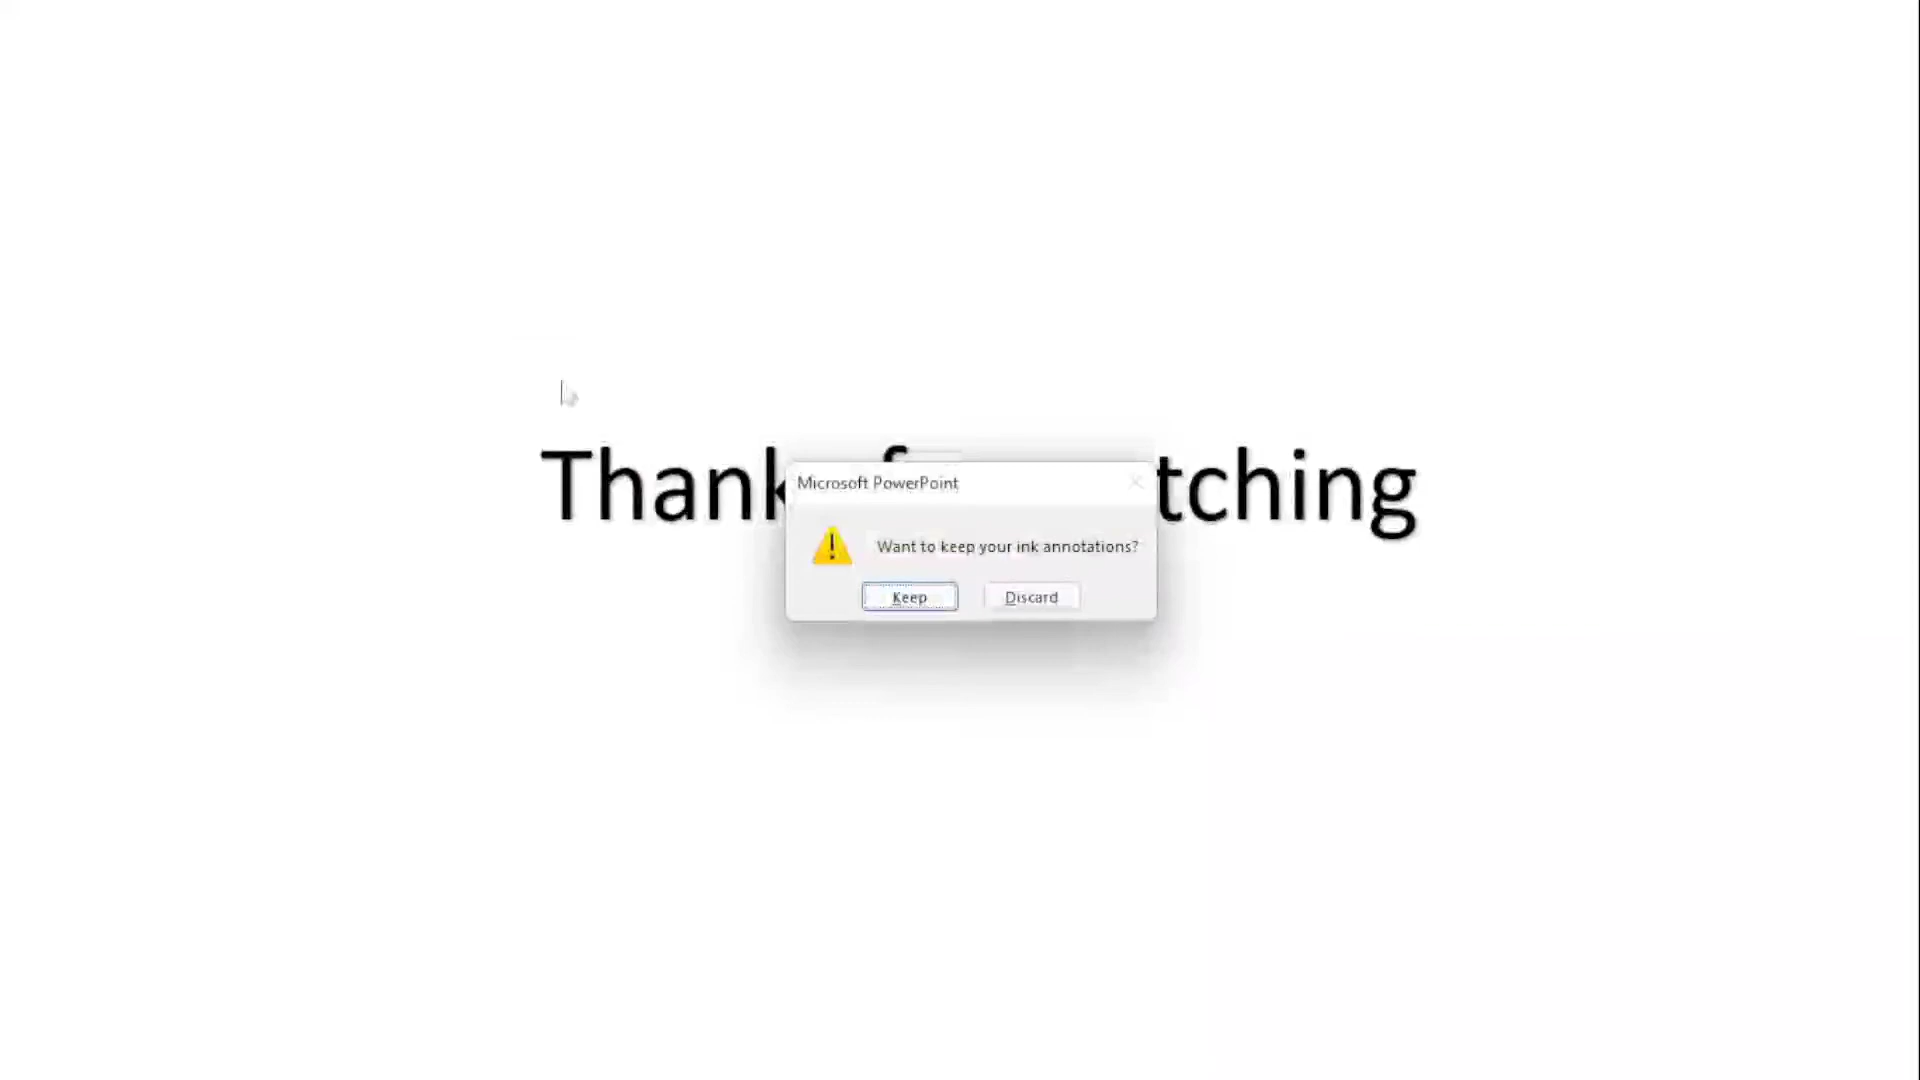 Thank f tching
Microsoft PowerPoint
Want to keep your ink annotations?
Keep Discard